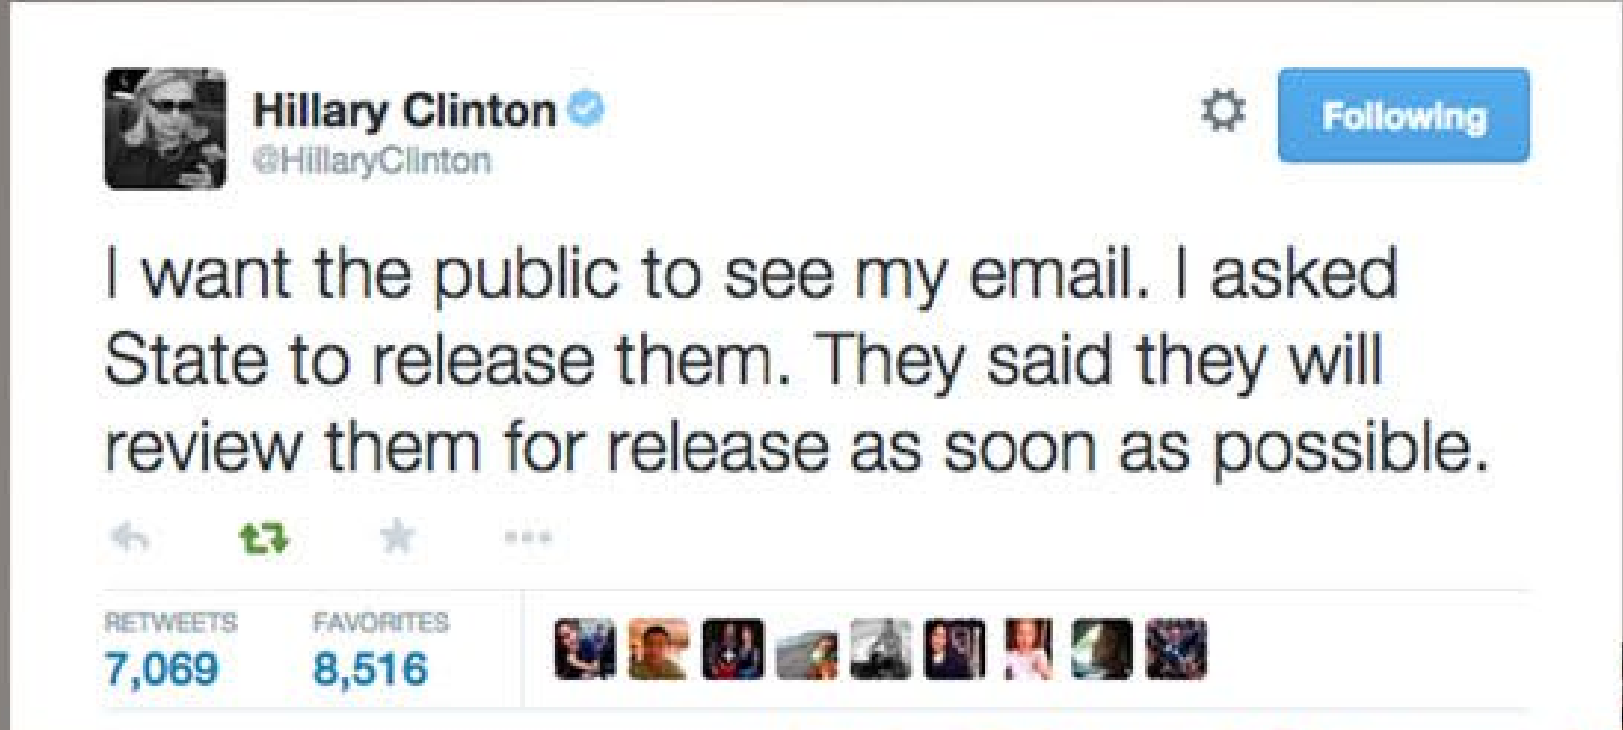 Hillary Clinton
@HillaryClinton
Following
I want the public to see my email. I asked
State to release them. They said they will
review them for release as soon as possible.
RETWEETS FAVORITES
7,069 8,516